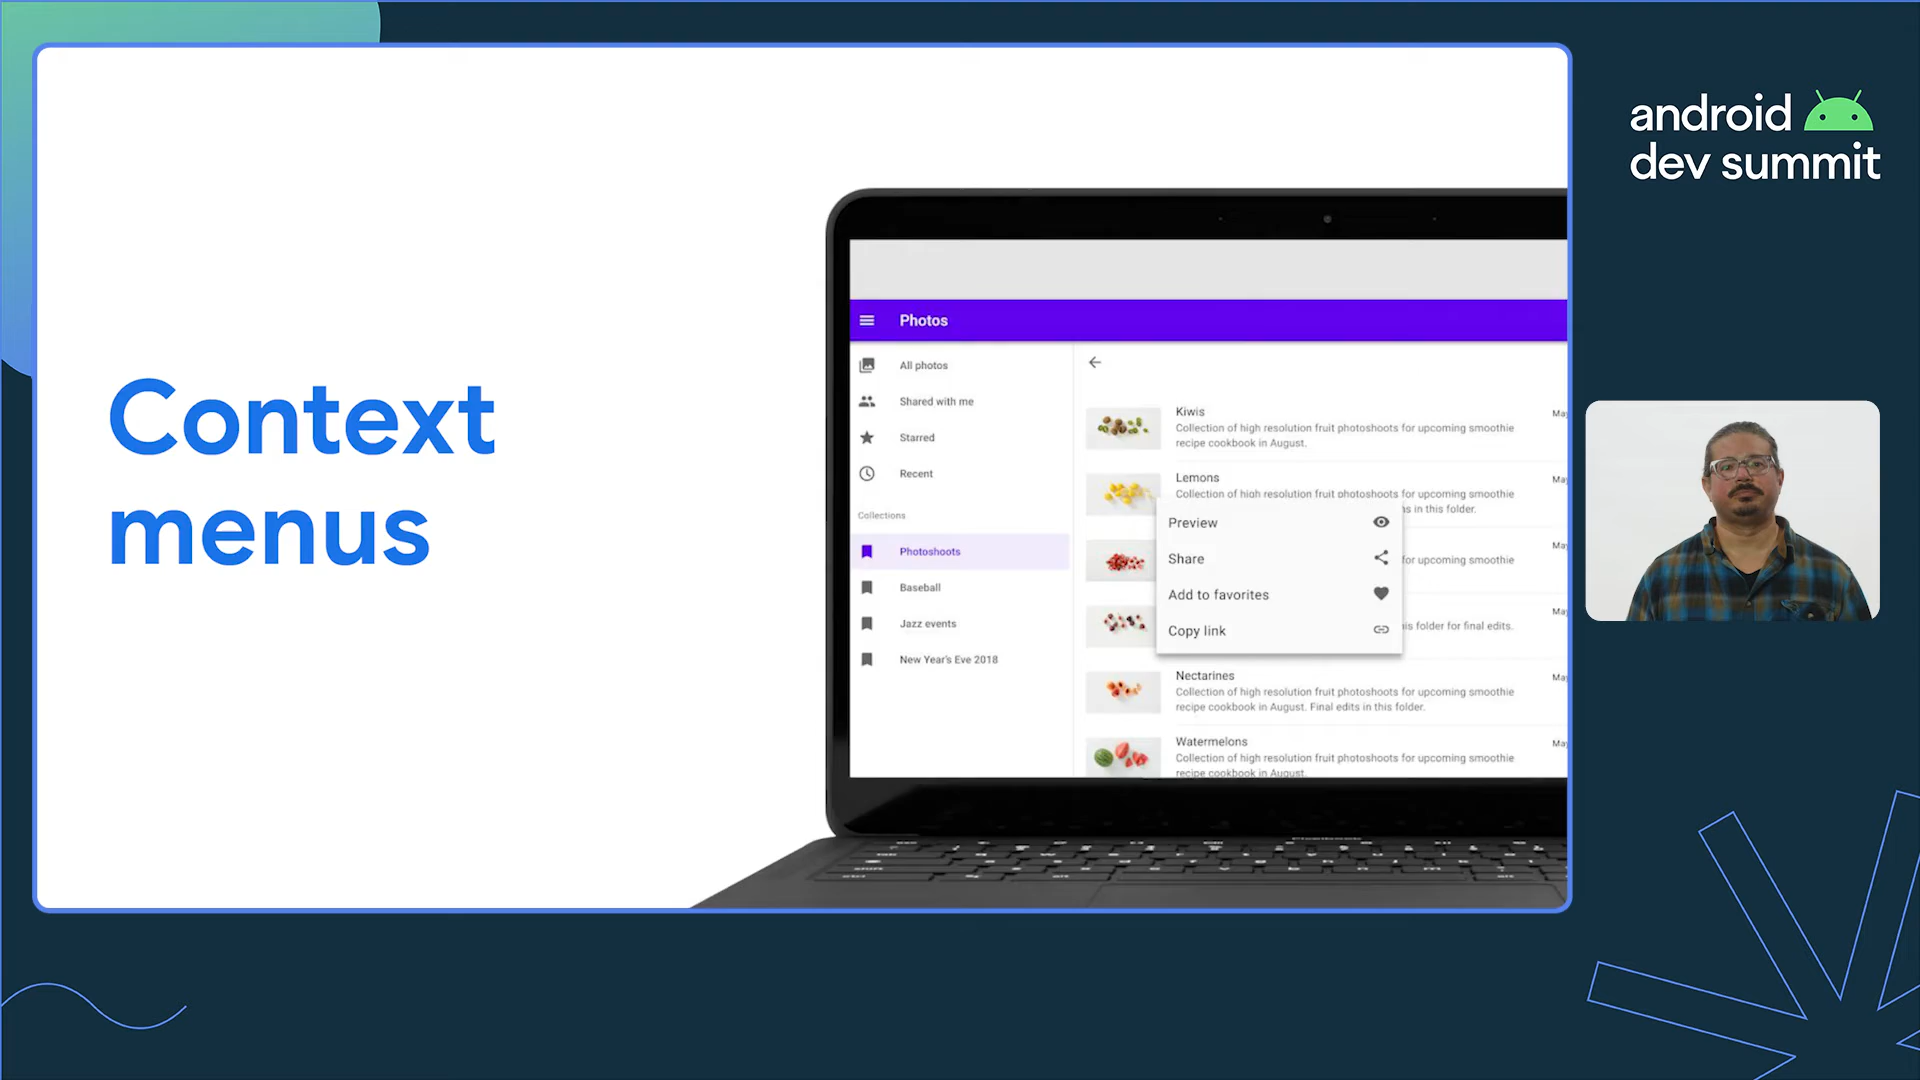 android
dev summit
Context
menus
Photos
All photos
Shared with me
Starred
Recent
Collections
Photoshoots
Baseball
Jazz events
New Year's Eve 2018
Kiwis
Collection of high resolution fruit photoshoots for upcoming smoothie
recipe cookbook in August.
Lemons
Collection of high resolution fruit photoshoots for upcoming smoothie
in this folder.
Preview
Share
for upcoming smoothie
Add to favorites
Copy link
folder for final edits.
Nectarines
Collection of high resolution fruit photoshoots for upcoming smoothie
recipe cookbook in August. Final edits in this folder.
Watermelons
Collection of high resolution fruit photoshoots for upcoming smoothie
recipe cookbook in August.